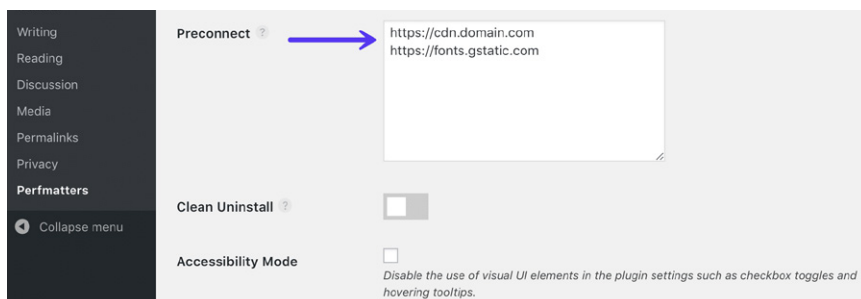 Writing
Reading
Discussion
Media
Permalinks
Privacy
Perfmatters
Collapse menu
Preconnect ?
https://cdn.domain.com
https://fonts.gstatic.com
Clean Uninstall ?
Accessibility Mode
Disable the use of visual UI elements in the plugin settings such as checkbox toggles and
hovering tooltips.